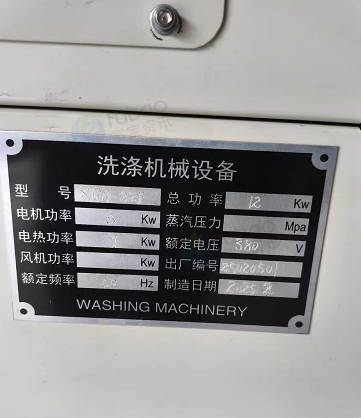 洗涤机械设备
型 号 总 功 率 12 Kw
电机功率 Kw 蒸汽压力 Mpa
电热功率 Kw 额定电压 380 V
风机功率 Kw 出厂编号
额定频率 Hz 制造日期
WASHING MACHINERY